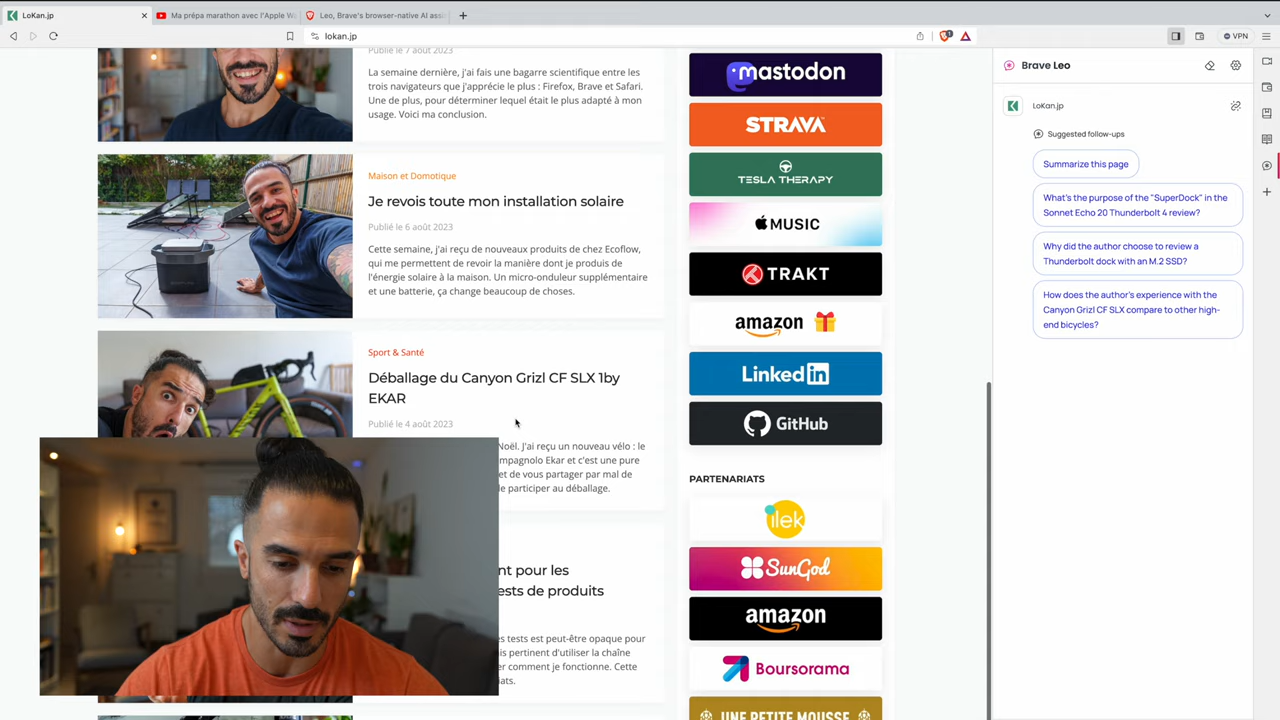 LoKan.jp
Ma prépa marathon avec l'Apple Wa
Leo, Brave's browser-native AI assi
lokan.jp
VPN
Publié le 7 août 2023
La semaine dernière, j'ai fais une bagarre scientifique entre les
trois navigateurs que j'apprécie le plus : Firefox, Brave et Safari.
Une de plus, pour déterminer lequel était le plus adapté à mon
usage. Voici ma conclusion.
Maison et Domotique
Je revois toute mon installation solaire
Publié le 6 août 2023
Cette semaine, j'ai reçu de nouveaux produits de chez Ecoflow,
qui me permettent de revoir la manière dont je produis de
l'énergie solaire à la maison. Un micro-onduleur supplémentaire
et une batterie, ça change beaucoup de choses.
Sport & Santé
Déballage du Canyon Grizl CF SLX 1by
EKAR
Publié le 4 août 2023
Noël. J'ai reçu un nouveau vélo : le
mpagnolo Ekar et c'est une pure
et de vous partager par mal de
le participer au déballage.
nt pour les
ests de produits
es tests est peut-être opaque pour
is pertinent d'utiliser la chaîne
er comment je fonctionne. Cette
iats.
mastodon
STRAVA
TESLA THERAPY
MUSIC
TRAKT
amazon
Linkedin
GitHub
PARTENARIATS
ilek
SunGod
amazon
Boursorama
UNE PETITE MOUSSE
Brave Leo
LoKan.jp
Suggested follow-ups
Summarize this page
What's the purpose of the "SuperDock" in the
Sonnet Echo 20 Thunderbolt 4 review?
Why did the author choose to review a
Thunderbolt dock with an M.2 SSD?
How does the author's experience with the
Canyon Grizl CF SLX compare to other high-
end bicycles?